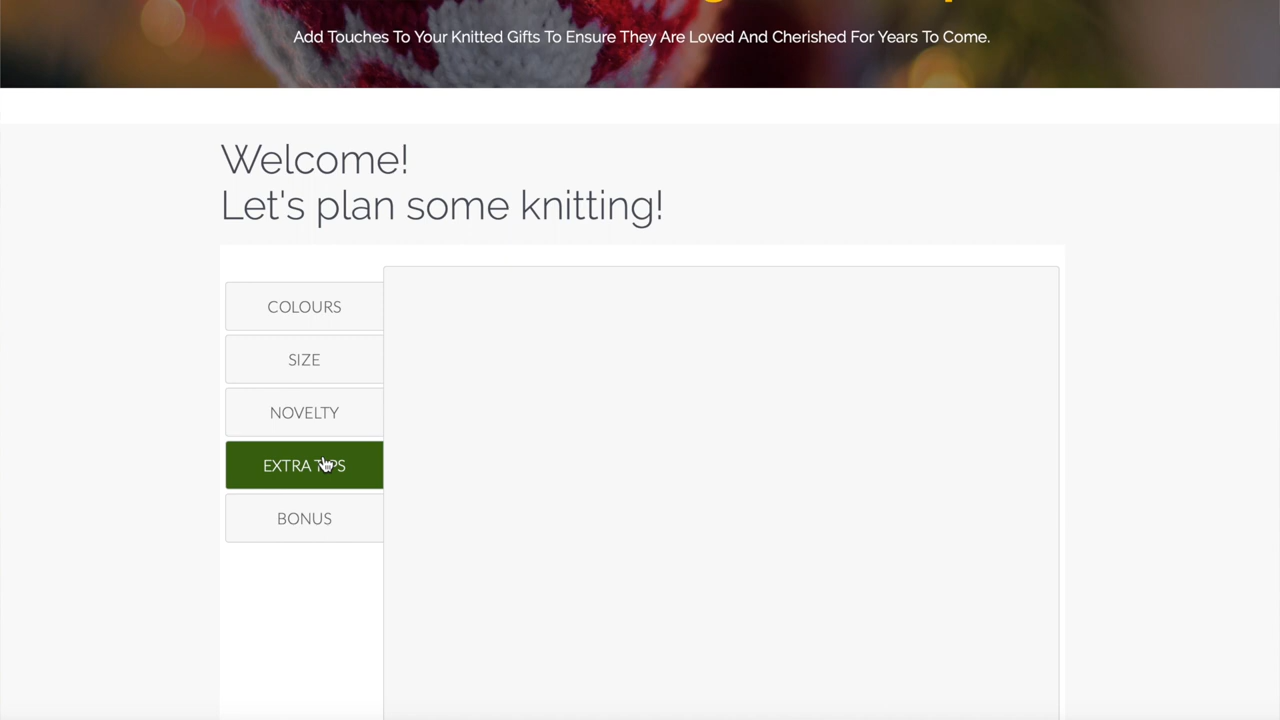 Add Touches To Your Knitted Gifts To Ensure They Are Loved And Cherished For Years To Come.
Welcome!
Let's plan some knitting!
COLOURS
SIZE
NOVELTY
EXTRA TIPS
BONUS